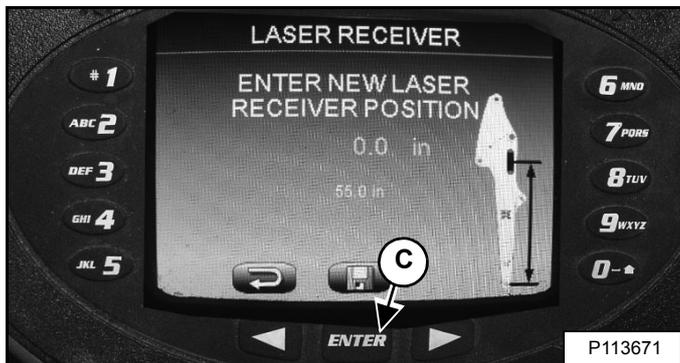 LASER RECEIVER
ENTER NEW LASER
RECEIVER POSITION
0.0 in
55.0 in
# 1
ABC 2
DEF 3
GHI 4
JKL 5
6 MNO
7 PQRS
8 TUV
9 WXYZ
0
C
ENTER
P113671